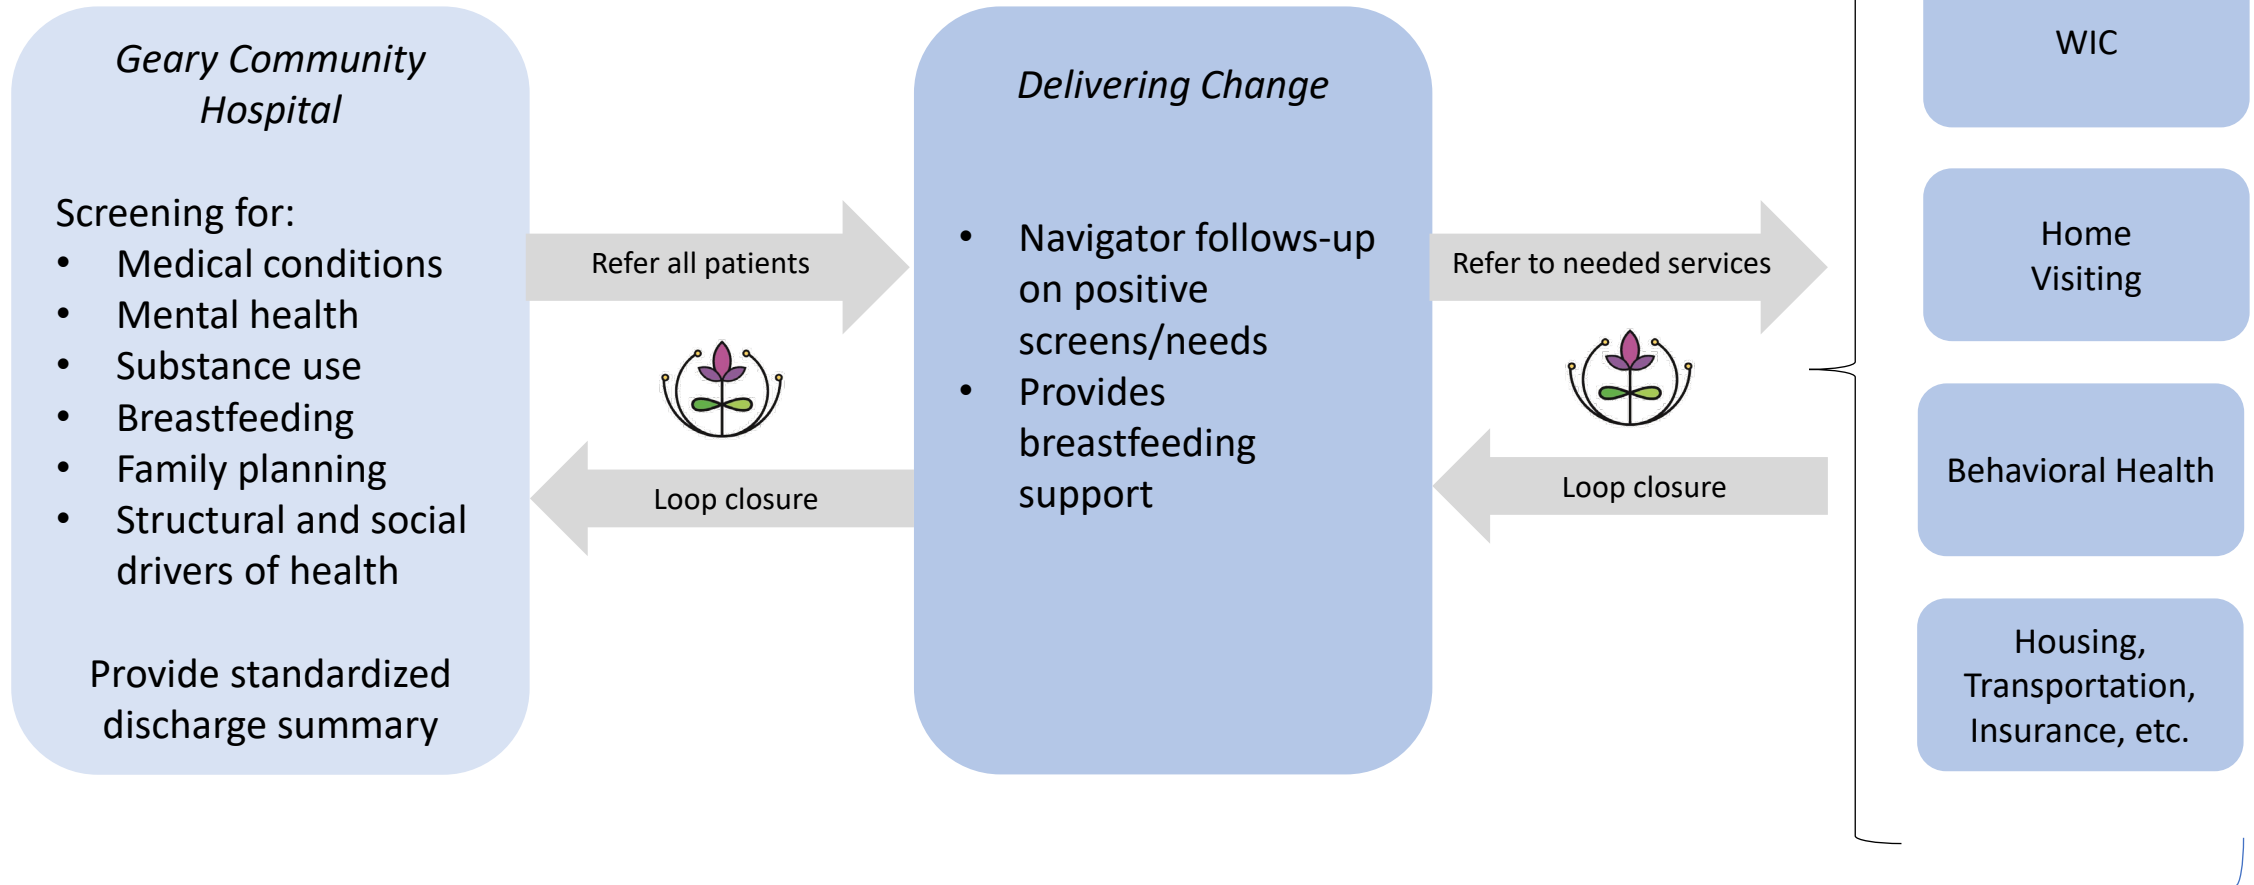 Geary Community
Hospital
Screening for:
• Medical conditions
• Mental health
• Substance use
• Breastfeeding
• Family planning
• Structural and social
drivers of health
Provide standardized
discharge summary
Refer all patients
Loop closure
Delivering Change
• Navigator follows-up
on positive
screens/needs
• Provides
breastfeeding
support
Refer to needed services
Loop closure
WIC
Home
Visiting
Behavioral Health
Housing,
Transportation,
Insurance, etc.